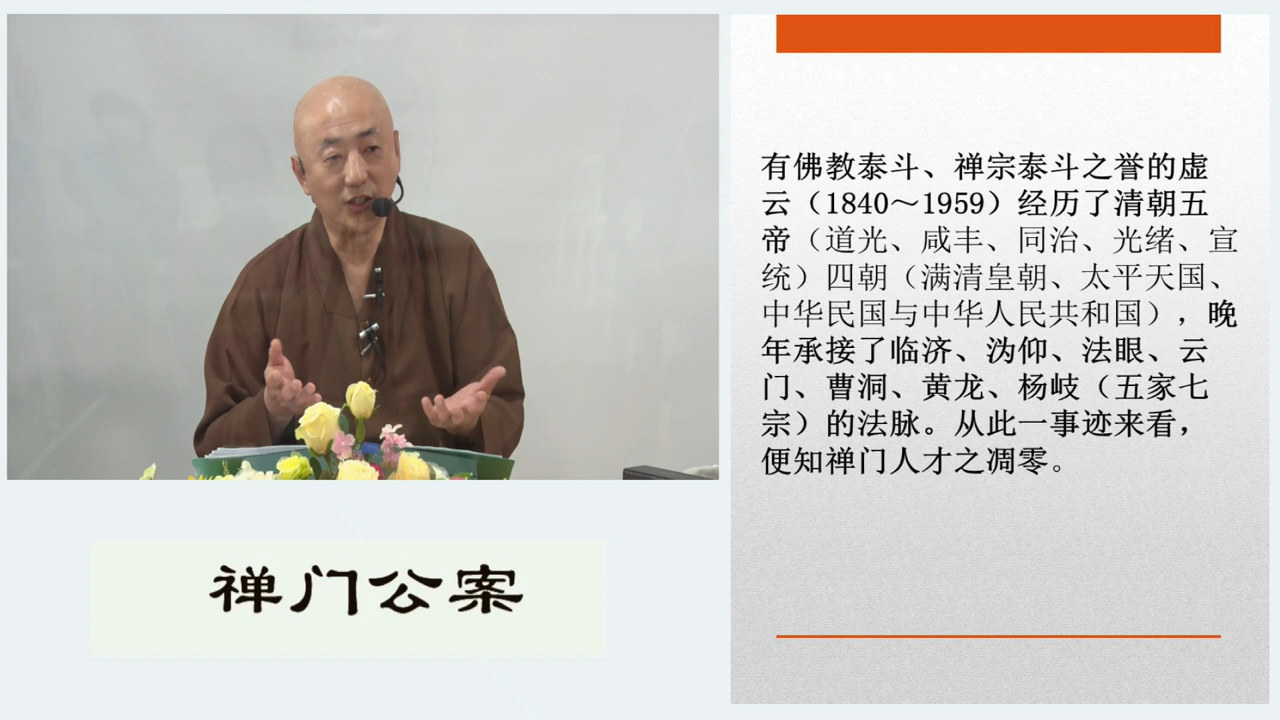 有佛教泰斗、禅宗泰斗之誉的虚
云（1840～1959）经历了清朝五
帝（道光、咸丰、同治、光绪、宣
统）四朝（满清皇朝、太平天国、
中华民国与中华人民共和国），晚
年承接了临济、沩仰、法眼、云
门、曹洞、黄龙、杨岐（五家七
宗）的法脉。从此一事迹来看，
便知禅门人才之凋零。
禅门公案